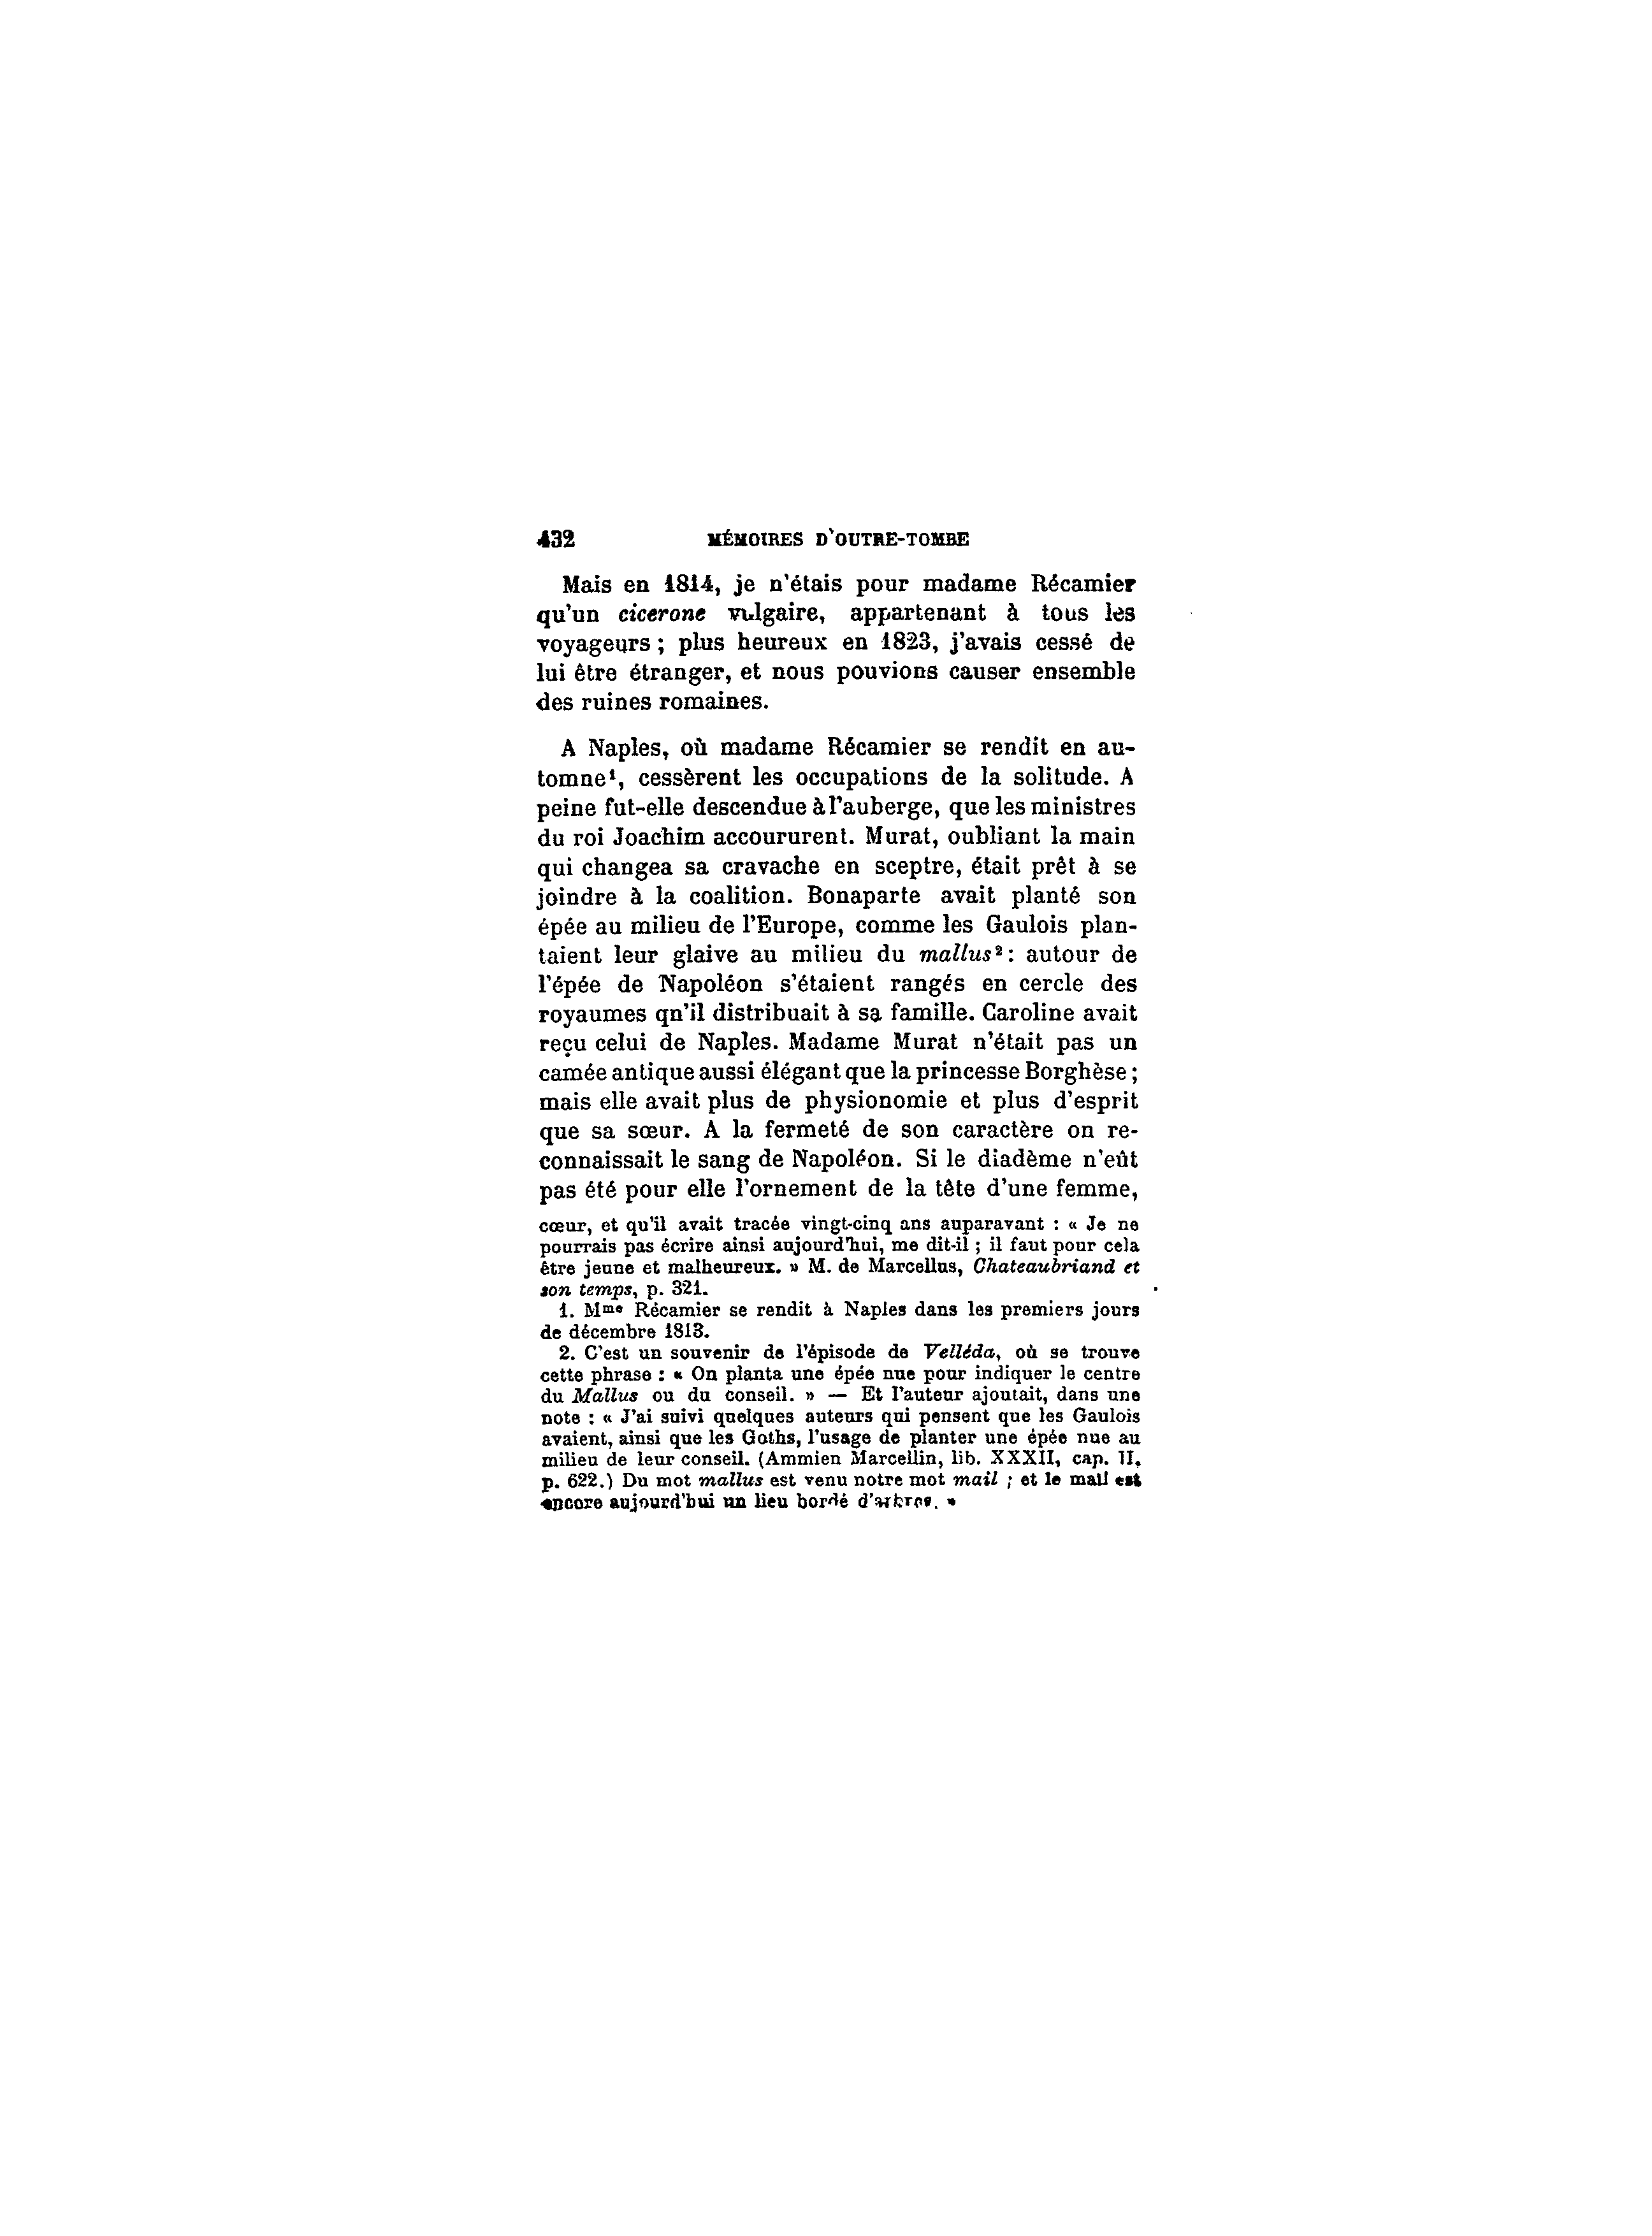 432 MÉMOIRES D'OUTRE-TOMBE
Mais en 1814, je n'étais pour madame Récamier
qu'un cicerone vulgaire, appartenant à tous les
voyageurs ; plus heureux en 1823, j'avais cessé de
lui être étranger, et nous pouvions causer ensemble
des ruines romaines.
A Naples, où madame Récamier se rendit en au-
tomne¹, cessèrent les occupations de la solitude. A
peine fut-elle descendue à l'auberge, que les ministres
du roi Joachim accoururent. Murat, oubliant la main
qui changea sa cravache en sceptre, était prêt à se
joindre à la coalition. Bonaparte avait planté son
épée au milieu de l'Europe, comme les Gaulois plan-
taient leur glaive au milieu du mallus² : autour de
l'épée de Napoléon s'étaient rangés en cercle des
royaumes qn'il distribuait à sa famille. Caroline avait
reçu celui de Naples. Madame Murat n'était pas un
camée antique aussi élégant que la princesse Borghèse ;
mais elle avait plus de physionomie et plus d'esprit
que sa sœur. A la fermeté de son caractère on re-
connaissait le sang de Napoléon. Si le diadème n'eût
pas été pour elle l'ornement de la tête d'une femme,
cœur, et qu'il avait tracée vingt-cinq ans auparavant : « Je ne
pourrais pas écrire ainsi aujourd'hui, me dit-il ; il faut pour cela
être jeune et malheureux. » M. de Marcellus, Chateaubriand et
son temps, p. 321.
1. Mme Récamier se rendit à Naples dans les premiers jours
de décembre 1813.
2. C'est un souvenir de l'épisode de Velléda, où se trouve
cette phrase : « On planta une épée nue pour indiquer le centre
du Mallus ou du conseil. » — Et l'auteur ajoutait, dans une
note : « J'ai suivi quelques auteurs qui pensent que les Gaulois
avaient, ainsi que les Goths, l'usage de planter une épée nue au
milieu de leur conseil. (Ammien Marcellin, lib. XXXII, cap. II,
p. 622.) Du mot mallus est venu notre mot mail ; et le mail est
encore aujourd'hui un lieu bordé d'arbres. »